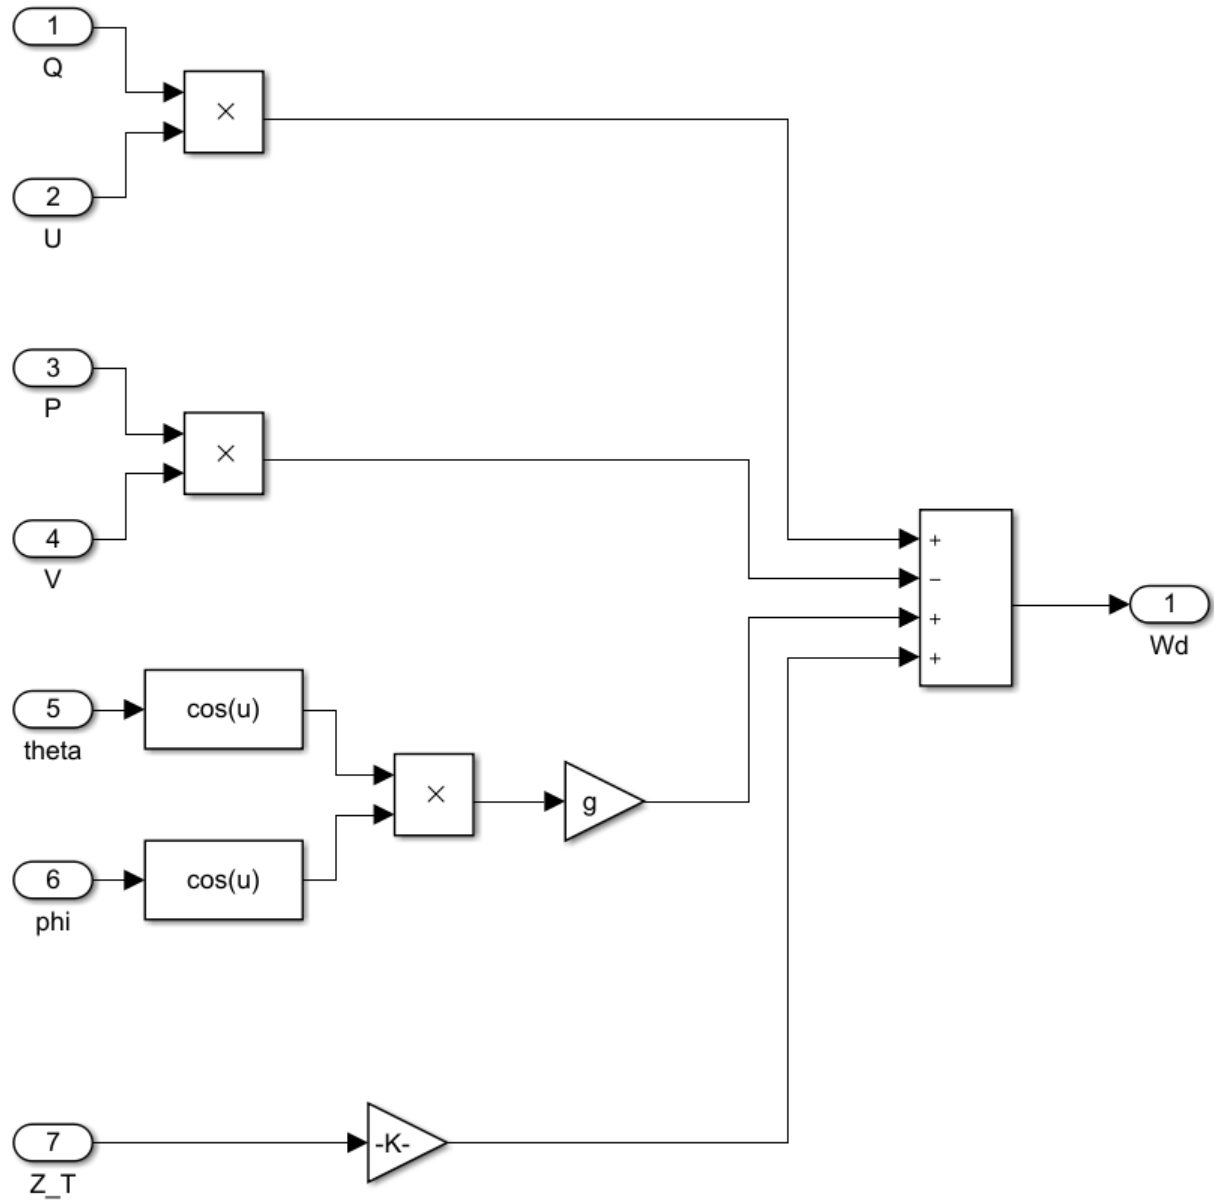 1
Q
×
2
U
3
P
×
4
V
+
−
+
+
1
Wd
5
theta
cos(u)
×
g
6
phi
cos(u)
7
Z_T
-K-